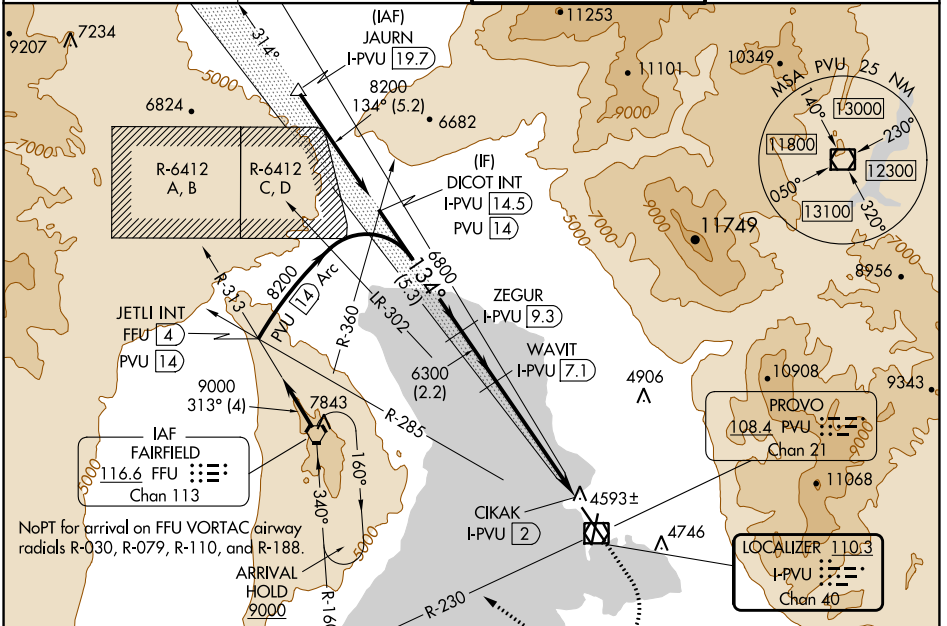 9207
7234
5000
7000
6824
314°
(IAF)
JAURN
I-PVU 19.7
8200
134° (5.2)
6682
11253
11101
9000
10349
MSA PVU 25 NM
140°
13000
230°
11800
12300
050°
13100
320°
7000
8956
R-6412
A, B
R-6412
C, D
(IF)
DICOT INT
I-PVU 14.5
PVU 14
5000
7000
9000
11749
R-313
8200
PVU 14 Arc
LR-302
R-360
6800
134°
(5.3)
JETLI INT
FFU 4
PVU 14
ZEGUR
I-PVU 9.3
WAVIT
I-PVU 7.1
6300
(2.2)
4906
10908
9343
9000
313° (4)
7843
R-285
IAF
FAIRFIELD
116.6 FFU
Chan 113
160°
340°
PROVO
108.4 PVU
Chan 21
11068
5000
NoPT for arrival on FFU VORTAC airway
radials R-030, R-079, R-110, and R-188.
ARRIVAL
HOLD
9000
5000
CIKAK
I-PVU 2
4593±
4746
LOCALIZER 110.3
I-PVU
Chan 40
R-230